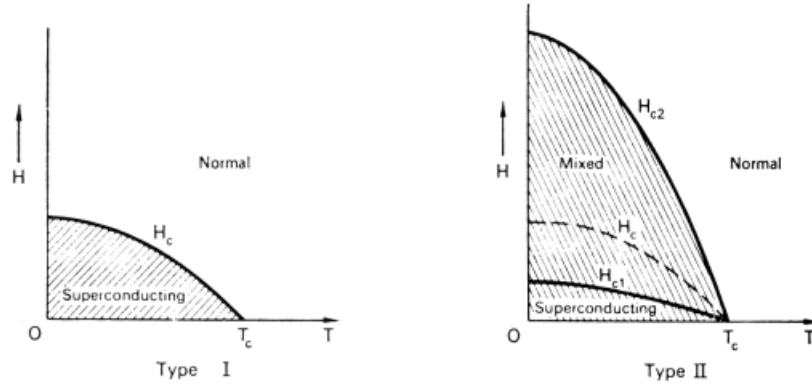 H
Normal
H_c
Superconducting
O
T_c
T
Type I
H
H_c2
Mixed
Normal
H_c
H_c1
Superconducting
O
T_c
T
Type II